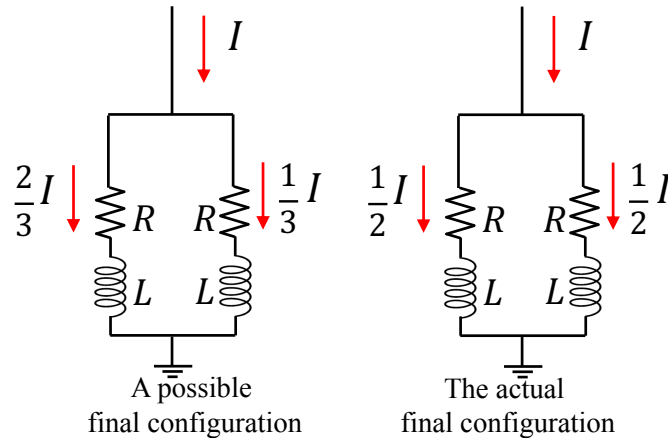 I I
2/3 I 1/3 I 1/2 I 1/2 I
R R R R
L L L L
A possible The actual
final configuration final configuration